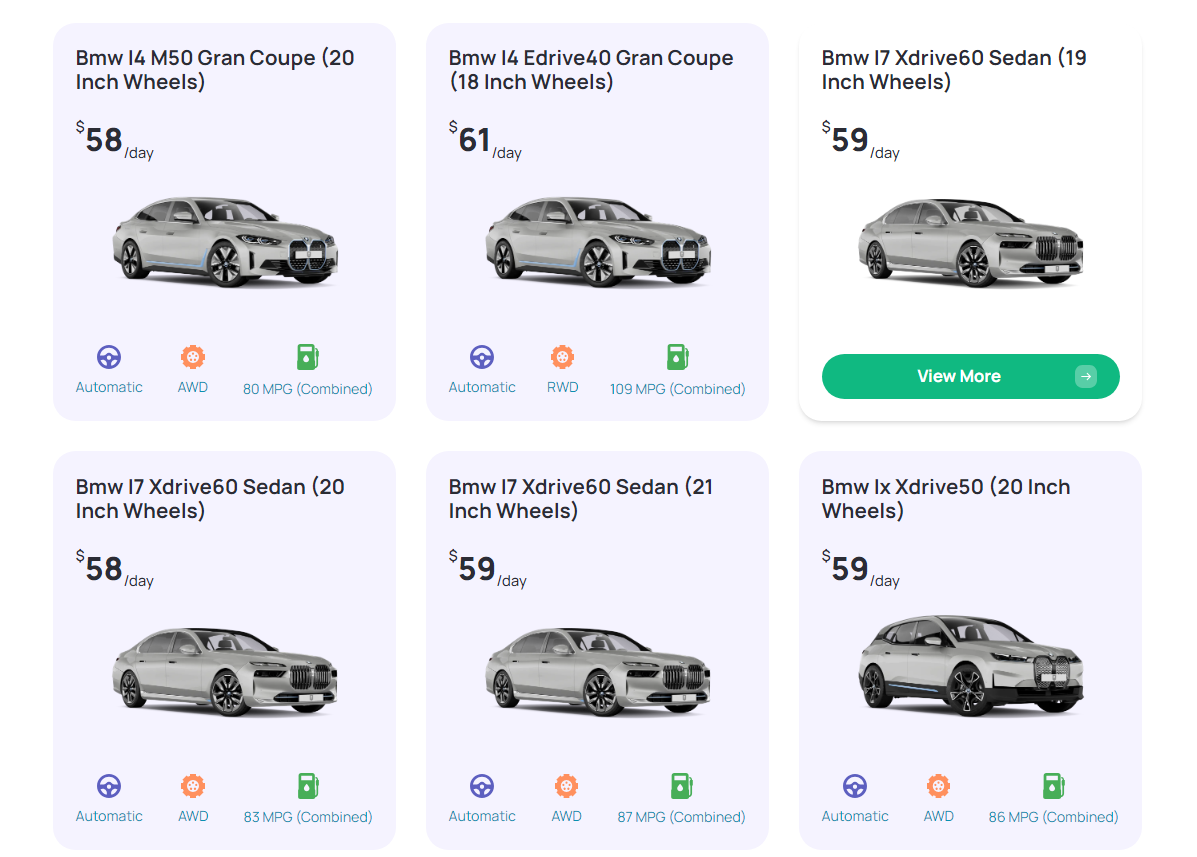 Bmw I4 M50 Gran Coupe (20
Inch Wheels)
$58/day
Automatic AWD 80 MPG (Combined)
Bmw I4 Edrive40 Gran Coupe
(18 Inch Wheels)
$61/day
Automatic RWD 109 MPG (Combined)
Bmw I7 Xdrive60 Sedan (19
Inch Wheels)
$59/day
View More
Bmw I7 Xdrive60 Sedan (20
Inch Wheels)
$58/day
Automatic AWD 83 MPG (Combined)
Bmw I7 Xdrive60 Sedan (21
Inch Wheels)
$59/day
Automatic AWD 87 MPG (Combined)
Bmw Ix Xdrive50 (20 Inch
Wheels)
$59/day
Automatic AWD 86 MPG (Combined)